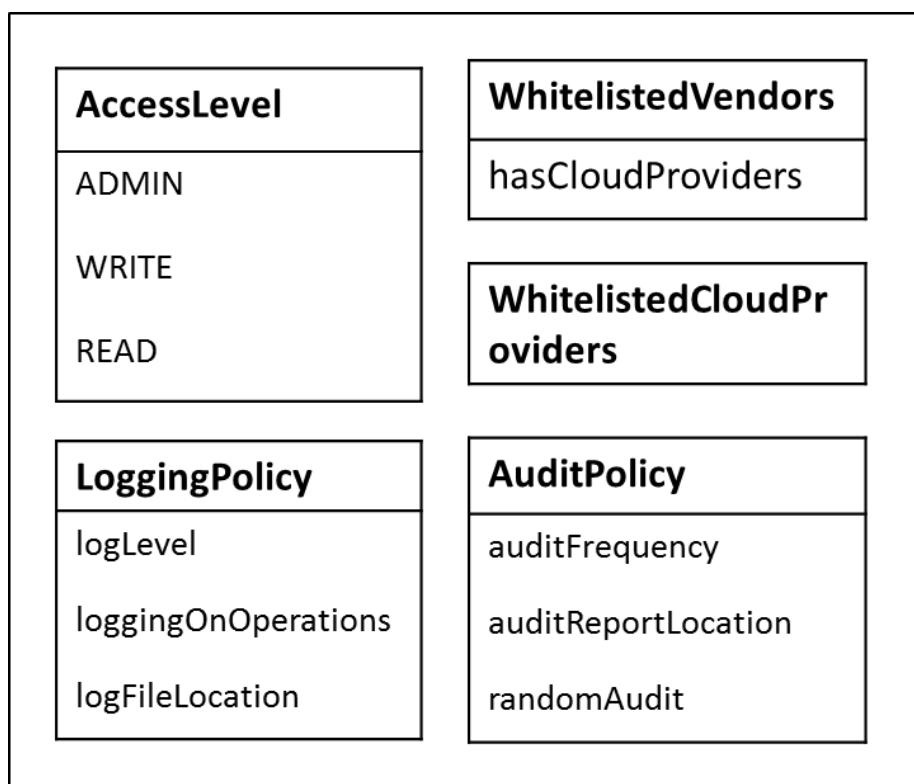 AccessLevel
ADMIN
WRITE
READ
WhitelistedVendors
hasCloudProviders
WhitelistedCloudPr
oviders
LoggingPolicy
logLevel
loggingOnOperations
logFileLocation
AuditPolicy
auditFrequency
auditReportLocation
randomAudit